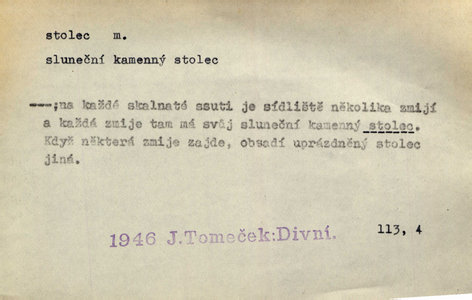 stolec m.
sluneční kamenný stolec
---;na každé skalnaté ssuti je sídliště několika zmijí
a každá zmije tam má svůj sluneční kamenný stolec.
Když některá zmije zajde, obsadí uprázdněný stolec
jiná.
1946 J.Tomeček:Divní.
113, 4